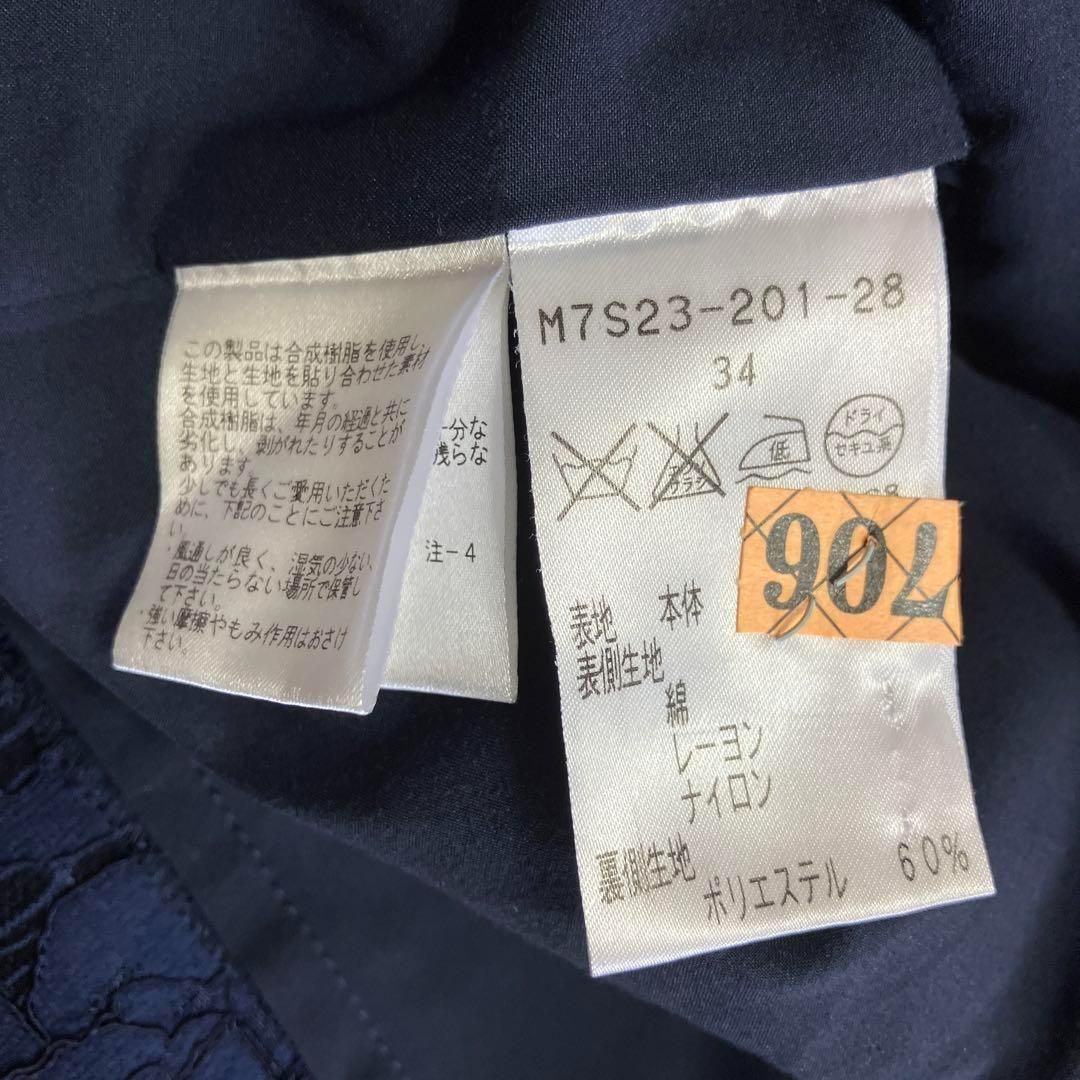 この製品は合成樹脂を使用し、
生地と生地を貼り合わせた素材
を使用しています。
合成樹脂は、年月の経過と共に
劣化し、剥がれたりすることが
あります。
少しでも長くご愛用いただくた
めに、下記のことにご注意下さ
い。
・風通しが良く、湿気の少ない、
日の当たらない場所で保管し
て下さい。
・強い摩擦やもみ作用はおさけ
下さい。
十分な
残らな
注-4
M7S23-201-28
34
エンソ
サラシ
低
ドライ
セキユ系
706
表地 本体
表側生地
綿
レーヨン
ナイロン
裏側生地
ポリエステル 60%